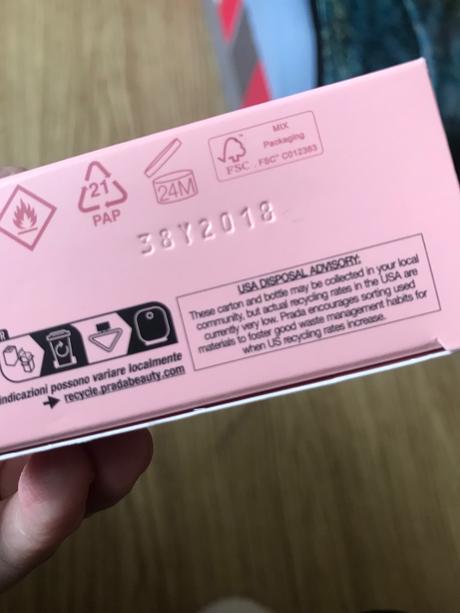 MIX
Packaging
FSC
FSC® C012363
21
PAP
24M
38Y2018
USA DISPOSAL ADVISORY:
These carton and bottle may be collected in your local
community, but actual recycling rates in the USA are
currently very low. Prada encourages sorting used
materials to foster good waste management habits for
when US recycling rates increase.
indicazioni possono variare localmente
recycle.pradabeauty.com